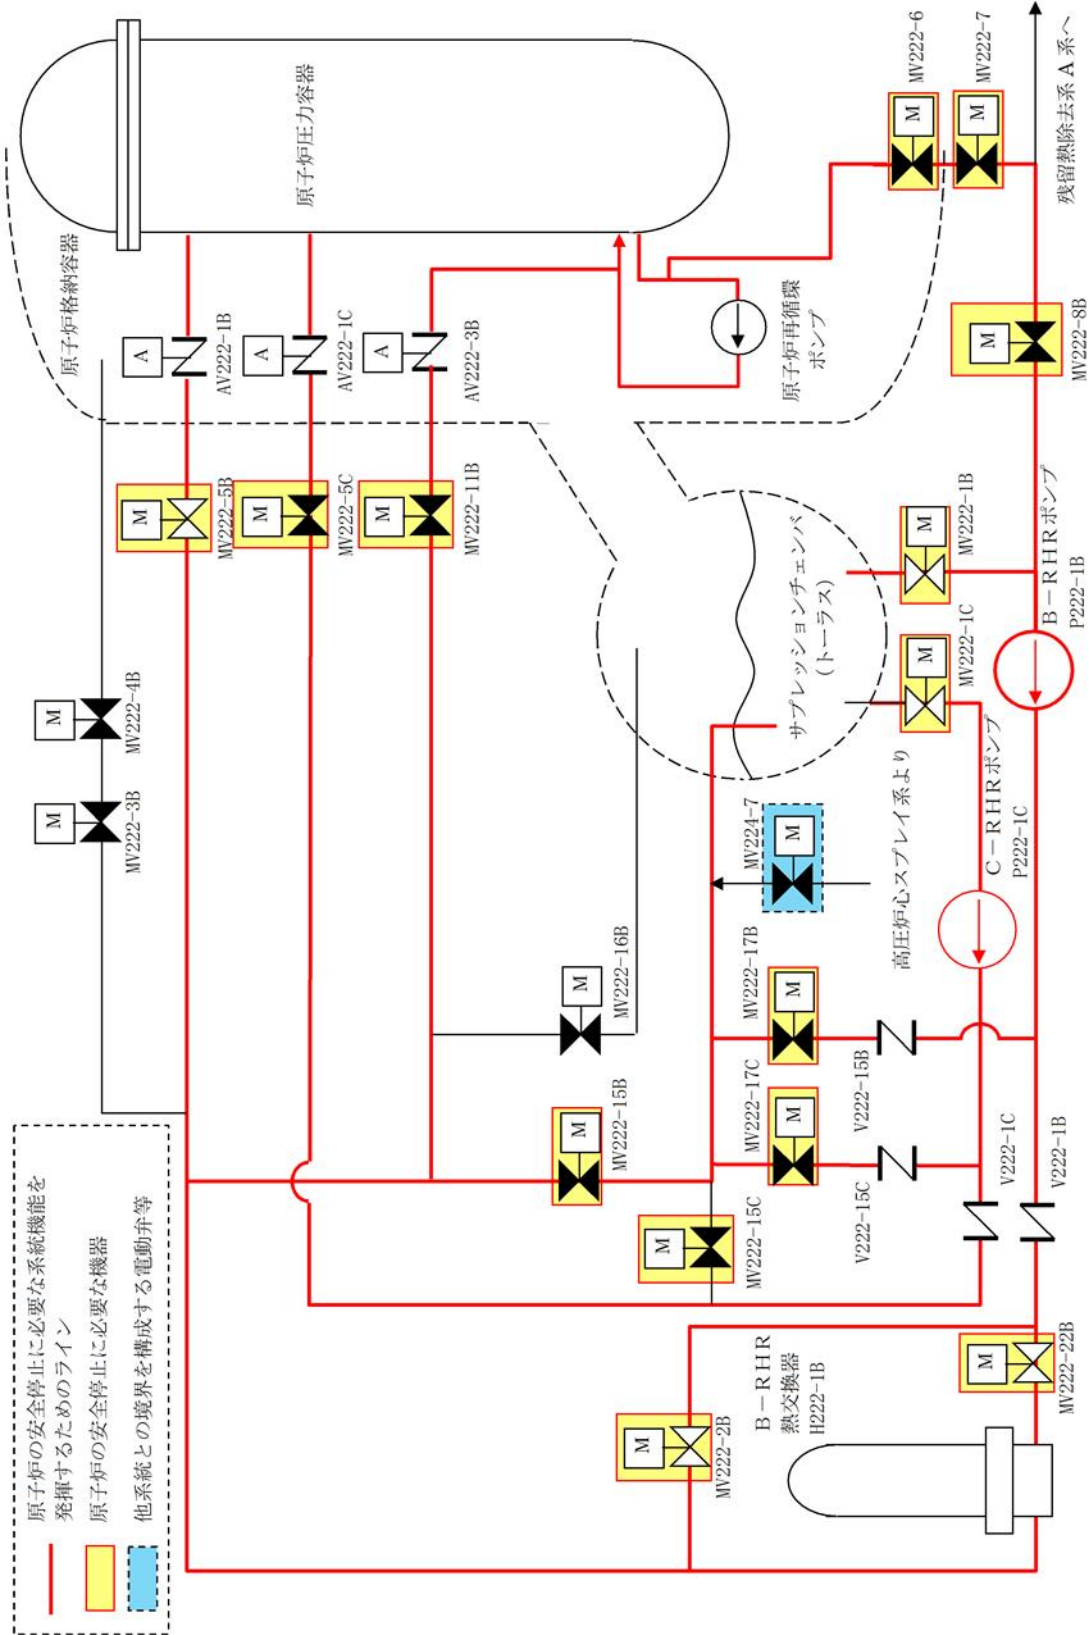 原子炉の安全停止に必要な系統機能を
発揮するためのライン
原子炉の安全停止に必要な機器
他系統との境界を構成する電動弁等
原子炉格納容器
原子炉圧力容器
M
MV222-3B
M
MV222-4B
M
MV222-5B
A
AV222-1B
M
MV222-5C
A
AV222-1C
M
MV222-11B
A
AV222-3B
原子炉再循環
ポンプ
M
MV222-6
M
MV222-7
残留熱除去系A系へ
M
MV222-8B
M
MV222-16B
サプレッションチェンバ
(トーラス)
M
MV222-15B
M
MV222-15C
M
MV222-17C
M
MV222-17B
M
MV224-7
高圧炉心スプレイ系より
M
MV222-1C
M
MV222-1B
V222-15C
V222-15B
C-RHRポンプ
P222-1C
B-RHRポンプ
P222-1B
V222-1C
V222-1B
M
MV222-2B
B-RHR
熱交換器
H222-1B
M
MV222-22B